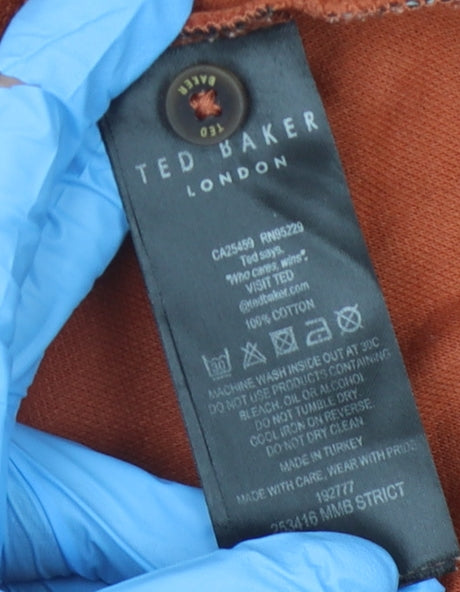 BAKER
TED
TED BAKER
LONDON
CA25459 RN95229
Ted says,
"Who cares, wins".
VISIT TED
@tedbaker.com
100% COTTON
30
MACHINE WASH INSIDE OUT AT 30C
DO NOT USE PRODUCTS CONTAINING
BLEACH, OIL OR ALCOHOL
DO NOT TUMBLE DRY
COOL IRON ON REVERSE
DO NOT DRY CLEAN
MADE IN TURKEY
MADE WITH CARE, WEAR WITH PRIDE
192777
253416 MMB STRICT